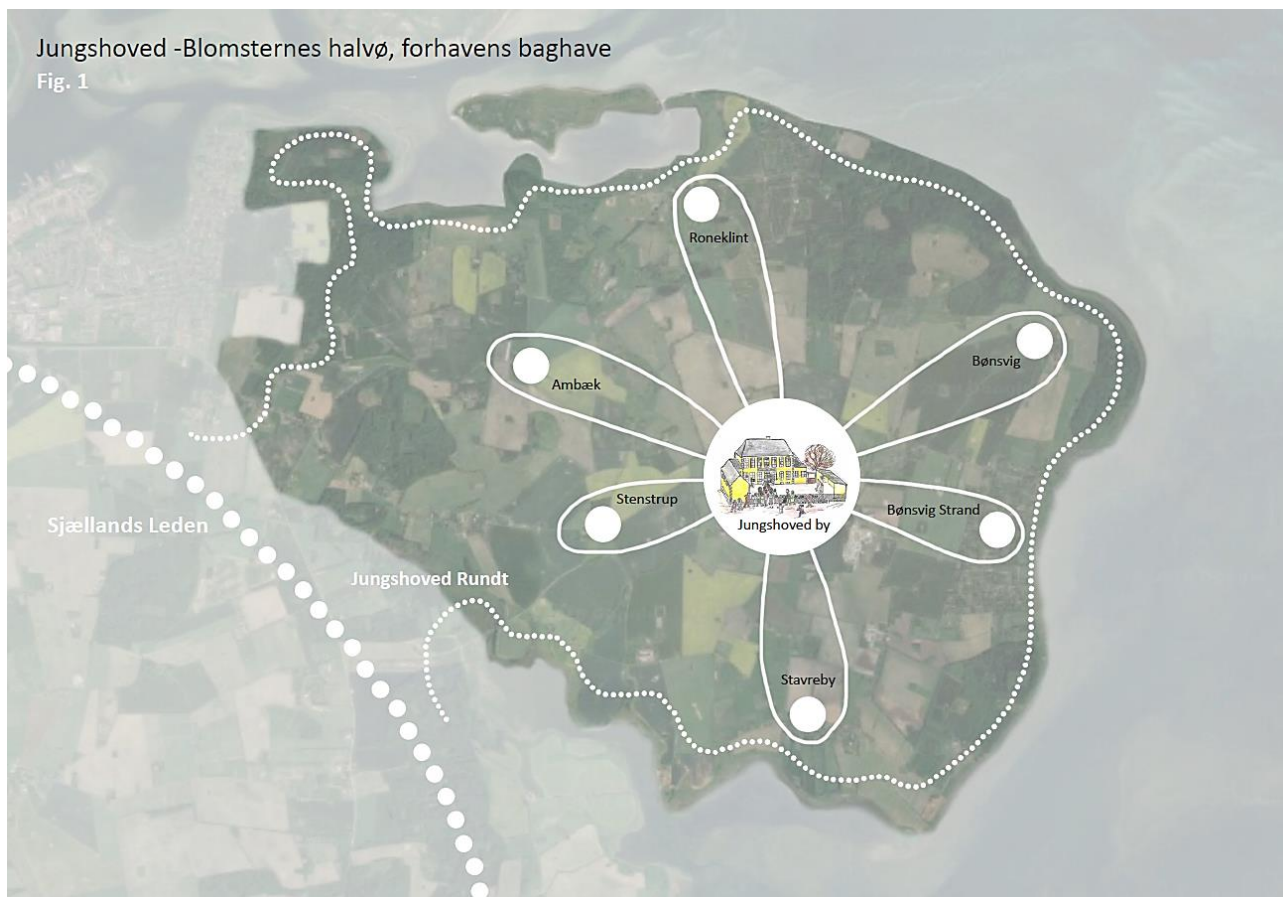 Jungshoved -Blomsternes halvø, forhavens baghave
Fig. 1
Roneklint
Bønsvig
Ambæk
Stenstrup
Bønsvig Strand
Jungshoved by
Sjællands Leden
Jungshoved Rundt
Stavreby